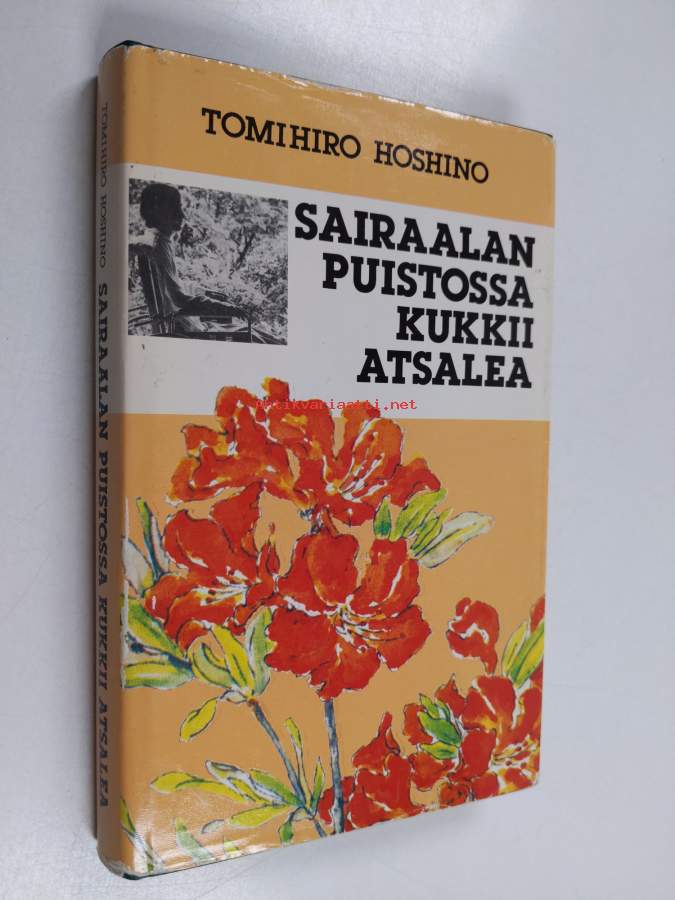 TOMIHIRO HOSHINO
SAIRAALAN
PUISTOSSA
KUKKII
ATSALEA
Antikvariaatti.net
TOMIHIRO HOSHINO SAIRAALAN PUISTOSSA KUKKII ATSALEA